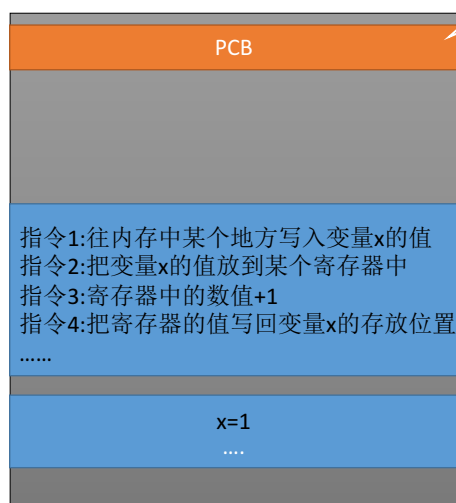 PCB
指令1:往内存中某个地方写入变量x的值
指令2:把变量x的值放到某个寄存器中
指令3:寄存器中的数值+1
指令4:把寄存器的值写回变量x的存放位置
......
x=1
....